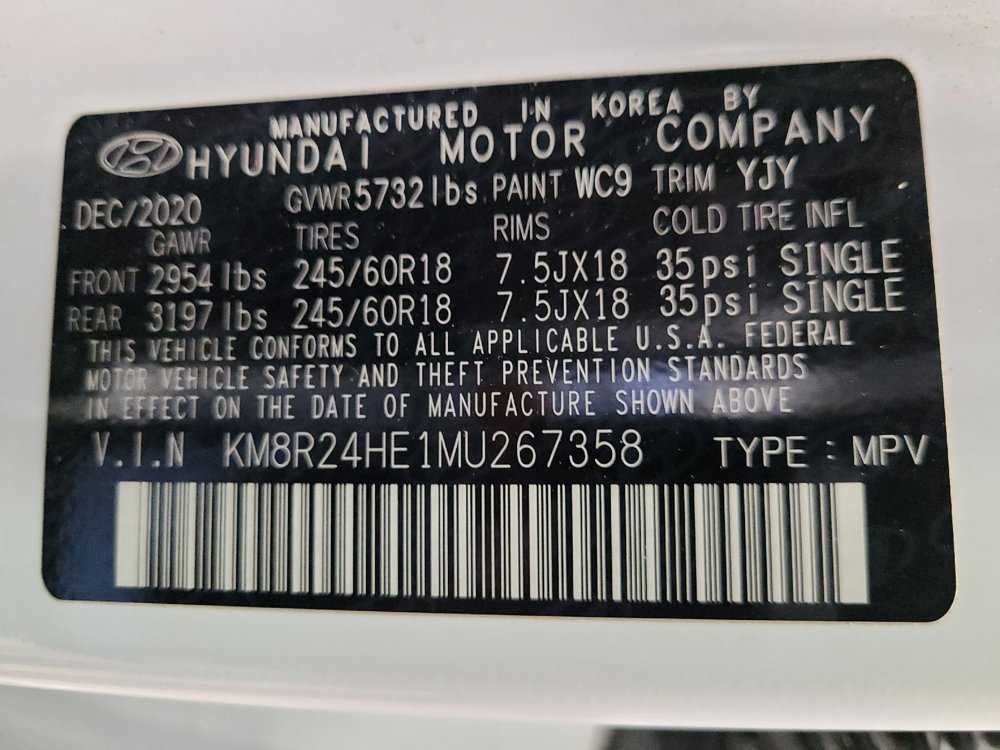 MANUFACTURED IN KOREA BY
HYUNDAI MOTOR COMPANY
DEC/2020 GVWR 5732 lbs PAINT WC9 TRIM YJY
GAWR TIRES RIMS COLD TIRE INFL
FRONT 2954 lbs 245/60R18 7.5JX18 35psi SINGLE
REAR 3197 lbs 245/60R18 7.5JX18 35psi SINGLE
THIS VEHICLE CONFORMS TO ALL APPLICABLE U.S.A. FEDERAL
MOTOR VEHICLE SAFETY AND THEFT PREVENTION STANDARDS
IN EFFECT ON THE DATE OF MANUFACTURE SHOWN ABOVE
V.I.N KM8R24HE1MU267358 TYPE : MPV